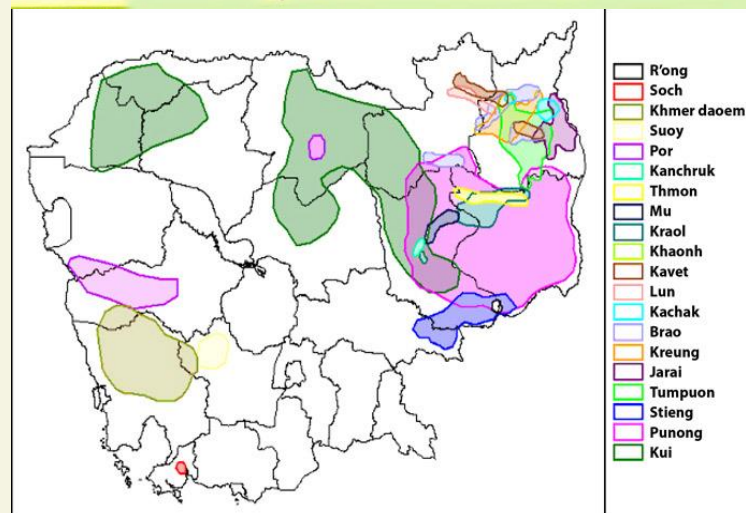 R'ong
Soch
Khmer daoem
Suoy
Por
Kanchruk
Thmon
Mu
Kraol
Khaonh
Kavet
Lun
Kachak
Brao
Kreung
Jarai
Tumpuon
Stieng
Punong
Kui